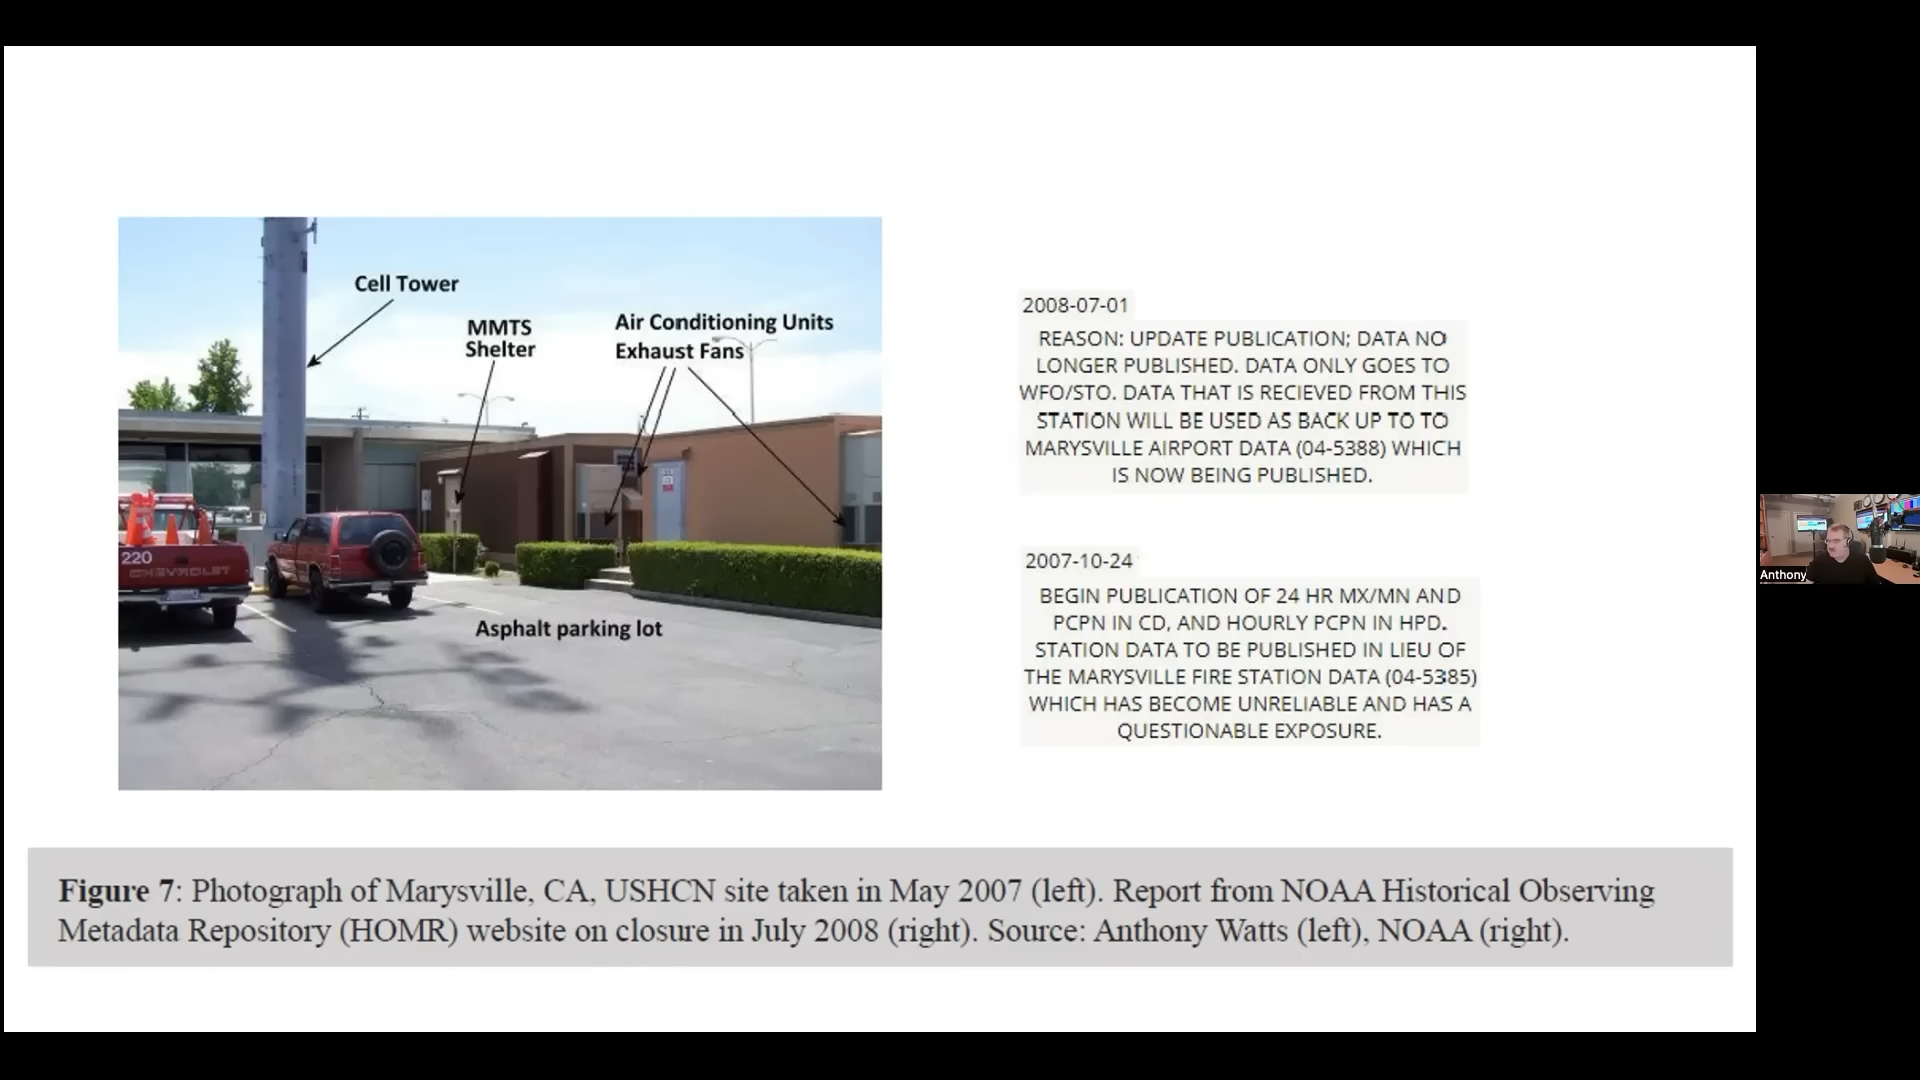 Cell Tower
MMTS
Shelter
Air Conditioning Units
Exhaust Fans
220
CHEVROLET
Asphalt parking lot
2008-07-01
REASON: UPDATE PUBLICATION; DATA NO
LONGER PUBLISHED. DATA ONLY GOES TO
WFO/STO. DATA THAT IS RECIEVED FROM THIS
STATION WILL BE USED AS BACK UP TO TO
MARYSVILLE AIRPORT DATA (04-5388) WHICH
IS NOW BEING PUBLISHED.
2007-10-24
BEGIN PUBLICATION OF 24 HR MX/MN AND
PCPN IN CD, AND HOURLY PCPN IN HPD.
STATION DATA TO BE PUBLISHED IN LIEU OF
THE MARYSVILLE FIRE STATION DATA (04-5385)
WHICH HAS BECOME UNRELIABLE AND HAS A
QUESTIONABLE EXPOSURE.
Figure 7: Photograph of Marysville, CA, USHCN site taken in May 2007 (left). Report from NOAA Historical Observing
Metadata Repository (HOMR) website on closure in July 2008 (right). Source: Anthony Watts (left), NOAA (right).
Anthony